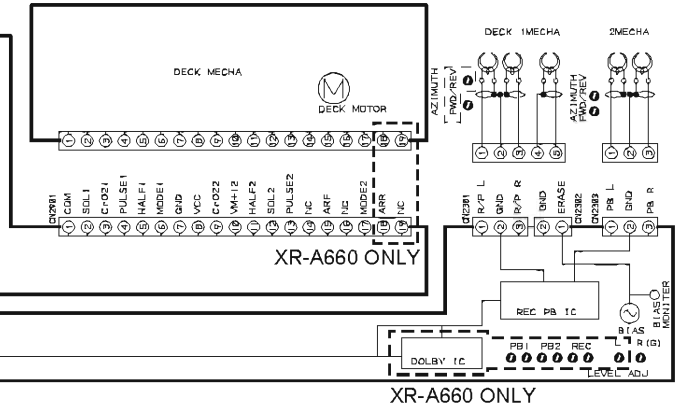 DECK 1MECHA
2MECHA
DECK MECHA
M
DECK MOTOR
AZIMUTH
FWD/REV
AZIMUTH
FWD/REV
1 2 3 4 5 6 7 8 9 10 11 12 13 14 15 16 17 18 19
1 2 3 4 5
1 2 3
CN2901
COM
SOL1
CrO21
PULSE1
HALF1
MODE1
GND
VCC
CrO22
VM+12
HALF2
SOL2
PULSE2
NC
ARF
NC
MODE2
ARR
NC
1 2 3 4 5 6 7 8 9 10 11 12 13 14 15 16 17 18 19
CN2301
R/P L
GND
R/P R
GND
ERASE
CN2302
CN2303
PB L
GND
PB R
1 2 3
2 1
1 2 3
XR-A660 ONLY
REC PB IC
BIAS
BIAS
MONITER
DOLBY IC
PB1 PB2 REC
L R(G)
LEVEL ADJ
XR-A660 ONLY